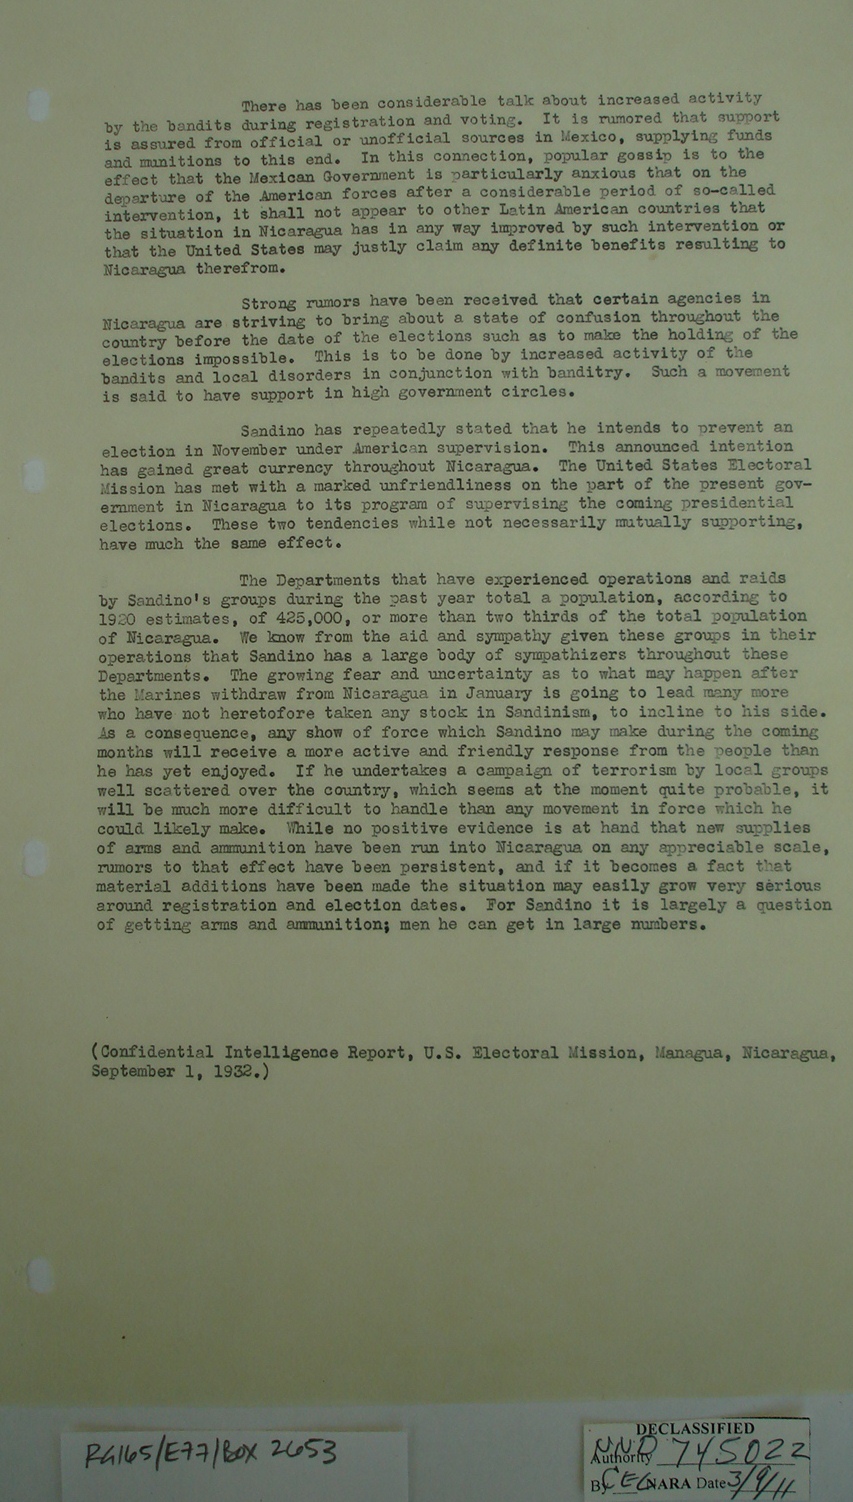 There has been considerable talk about increased activity
by the bandits during registration and voting. It is rumored that support
is assured from official or unofficial sources in Mexico, supplying funds
and munitions to this end. In this connection, popular gossip is to the
effect that the Mexican Government is particularly anxious that on the
departure of the American forces after a considerable period of so-called
intervention, it shall not appear to other Latin American countries that
the situation in Nicaragua has in any way improved by such intervention or
that the United States may justly claim any definite benefits resulting to
Nicaragua therefrom.
Strong rumors have been received that certain agencies in
Nicaragua are striving to bring about a state of confusion throughout the
country before the date of the elections such as to make the holding of the
elections impossible. This is to be done by increased activity of the
bandits and local disorders in conjunction with banditry. Such a movement
is said to have support in high government circles.
Sandino has repeatedly stated that he intends to prevent an
election in November under American supervision. This announced intention
has gained great currency throughout Nicaragua. The United States Electoral
Mission has met with a marked unfriendliness on the part of the present gov-
ernment in Nicaragua to its program of supervising the coming presidential
elections. These two tendencies while not necessarily mutually supporting,
have much the same effect.
The Departments that have experienced operations and raids
by Sandino's groups during the past year total a population, according to
1920 estimates, of 425,000, or more than two thirds of the total population
of Nicaragua. We know from the aid and sympathy given these groups in their
operations that Sandino has a large body of sympathizers throughout these
Departments. The growing fear and uncertainty as to what may happen after
the Marines withdraw from Nicaragua in January is going to lead many more
who have not heretofore taken any stock in Sandinism, to incline to his side.
As a consequence, any show of force which Sandino may make during the coming
months will receive a more active and friendly response from the people than
he has yet enjoyed. If he undertakes a campaign of terrorism by local groups
well scattered over the country, which seems at the moment quite probable, it
will be much more difficult to handle than any movement in force which he
could likely make. While no positive evidence is at hand that new supplies
of arms and ammunition have been run into Nicaragua on any appreciable scale,
rumors to that effect have been persistent, and if it becomes a fact that
material additions have been made the situation may easily grow very serious
around registration and election dates. For Sandino it is largely a question
of getting arms and ammunition; men he can get in large numbers.
(Confidential Intelligence Report, U.S. Electoral Mission, Managua, Nicaragua,
September 1, 1932.)
RG165/E77/BOX 2653
DECLASSIFIED
Authority NND 745022
By CEG NARA Date 3/9/11